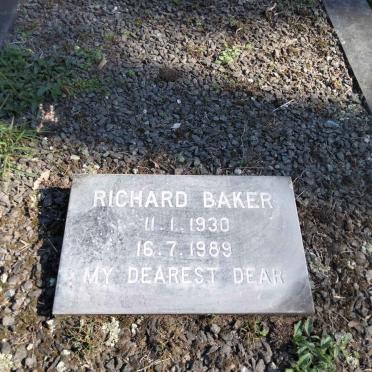 RICHARD BAKER
11.1.1930
16.7.1989
MY DEAREST DEAR